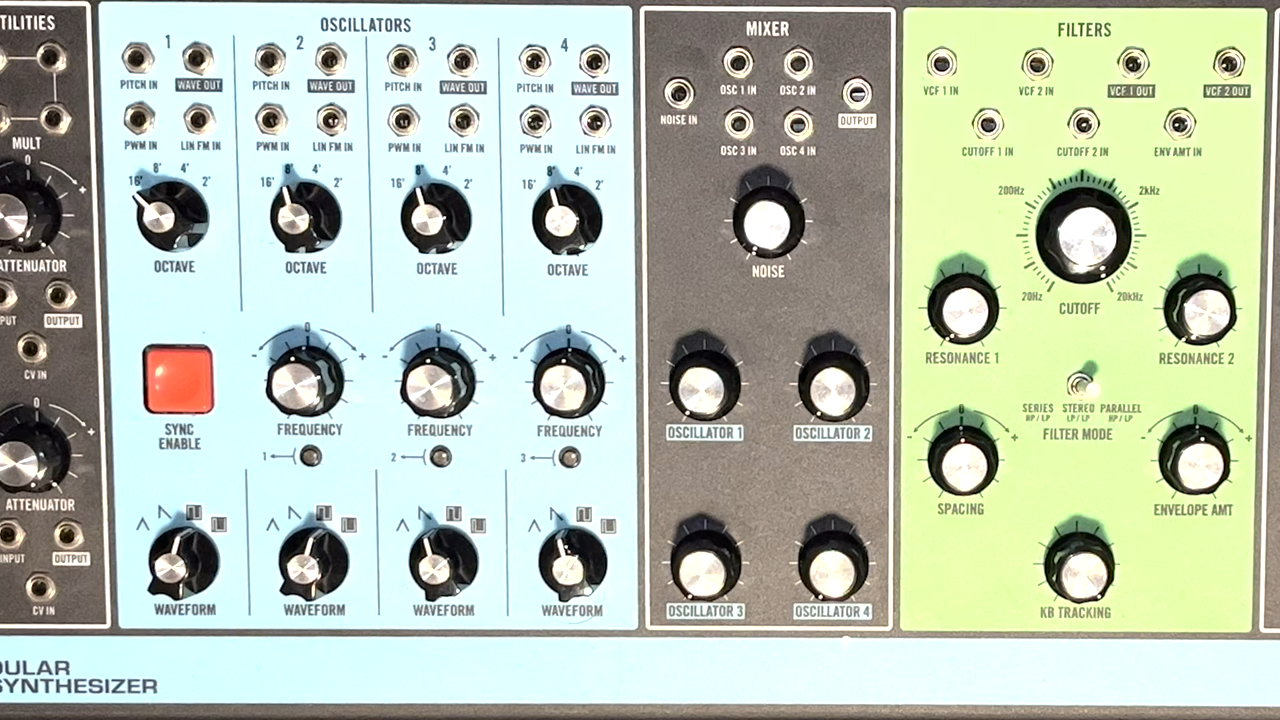 TILITIES
MULT
0
+
ATTENUATOR
PUT
OUTPUT
CV IN
0
+
ATTENUATOR
INPUT
OUTPUT
CV IN
OSCILLATORS
1
2
3
4
PITCH IN
WAVE OUT
PITCH IN
WAVE OUT
PITCH IN
WAVE OUT
PITCH IN
WAVE OUT
PWM IN
LIN FM IN
PWM IN
LIN FM IN
PWM IN
LIN FM IN
PWM IN
LIN FM IN
16' 8' 4' 2'
16' 8' 4' 2'
16' 8' 4' 2'
16' 8' 4' 2'
OCTAVE
OCTAVE
OCTAVE
OCTAVE
- 0 +
- 0 +
- 0 +
SYNC
ENABLE
FREQUENCY
FREQUENCY
FREQUENCY
1
2
3
WAVEFORM
WAVEFORM
WAVEFORM
WAVEFORM
MIXER
OSC 1 IN
OSC 2 IN
NOISE IN
OUTPUT
OSC 3 IN
OSC 4 IN
NOISE
OSCILLATOR 1
OSCILLATOR 2
OSCILLATOR 3
OSCILLATOR 4
FILTERS
VCF 1 IN
VCF 2 IN
VCF 1 OUT
VCF 2 OUT
CUTOFF 1 IN
CUTOFF 2 IN
ENV AMT IN
200Hz
2kHz
20Hz
20kHz
CUTOFF
RESONANCE 1
RESONANCE 2
SERIES STEREO PARALLEL
HP/LP LP/LP HP/LP
FILTER MODE
- 0 +
- 0 +
SPACING
ENVELOPE AMT
KB TRACKING
DULAR
SYNTHESIZER